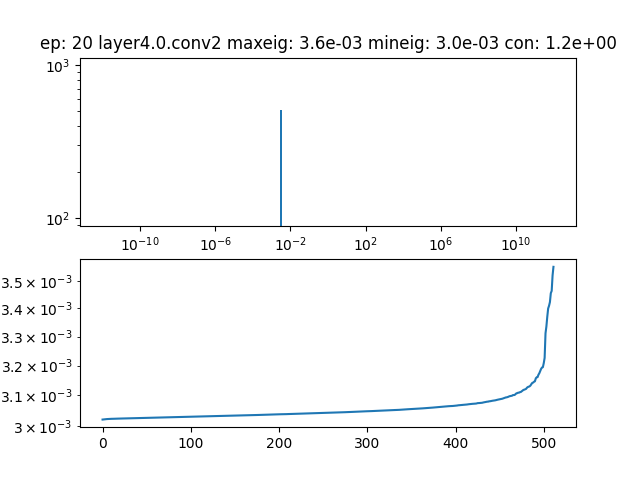 ep: 20 layer4.0.conv2 maxeig: 3.6e-03 mineig: 3.0e-03 con: 1.2e+00
10³
10²
10⁻¹⁰ 10⁻⁶ 10⁻² 10² 10⁶ 10¹⁰
3.5 × 10⁻³
3.4 × 10⁻³
3.3 × 10⁻³
3.2 × 10⁻³
3.1 × 10⁻³
3 × 10⁻³
0 100 200 300 400 500